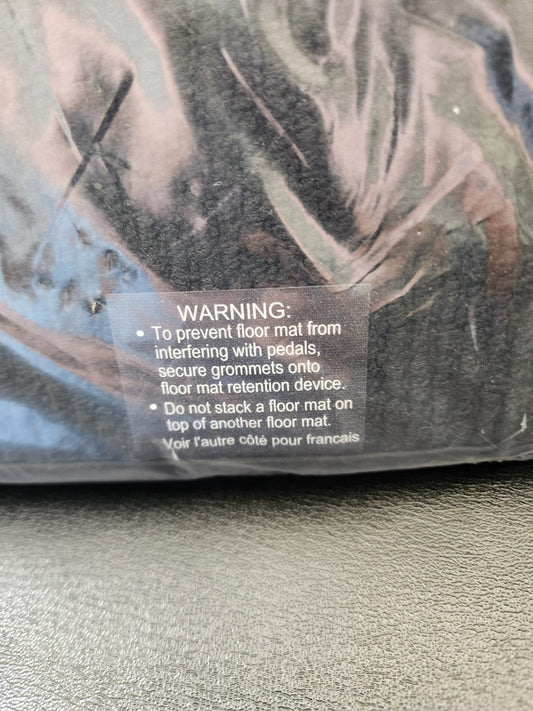 WARNING:
• To prevent floor mat from
interfering with pedals,
secure grommets onto
floor mat retention device.
• Do not stack a floor mat on
top of another floor mat.
Voir l'autre côté pour francais